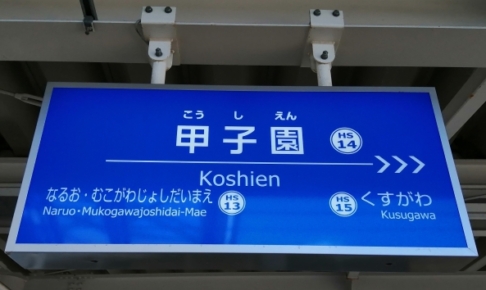 こうしえん
甲子園 HS 14
Koshien
なるお・むこがわじょしだいまえ HS 13
Naruo・Mukogawajoshidai-Mae
HS 15 くすがわ
Kusugawa